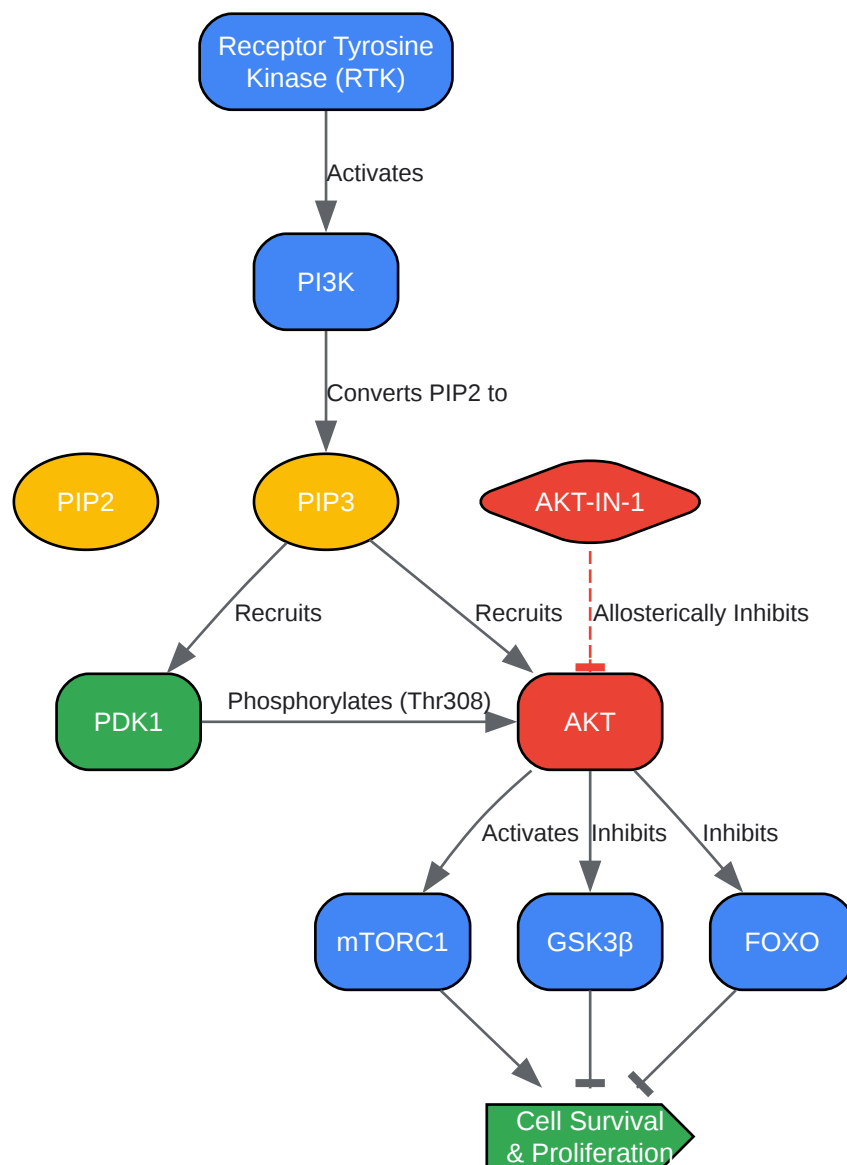 Receptor Tyrosine
Kinase (RTK)
Activates
PI3K
Converts PIP2 to
PIP2
PIP3
AKT-IN-1
Recruits
Recruits
Allosterically Inhibits
PDK1
Phosphorylates (Thr308)
AKT
Activates
Inhibits
Inhibits
mTORC1
GSK3β
FOXO
Cell Survival
& Proliferation